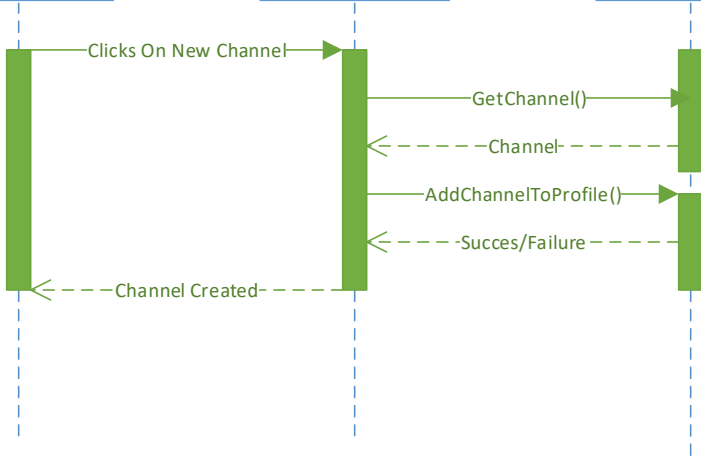 Clicks On New Channel
GetChannel()
Channel
AddChannelToProfile()
Succes/Failure
Channel Created